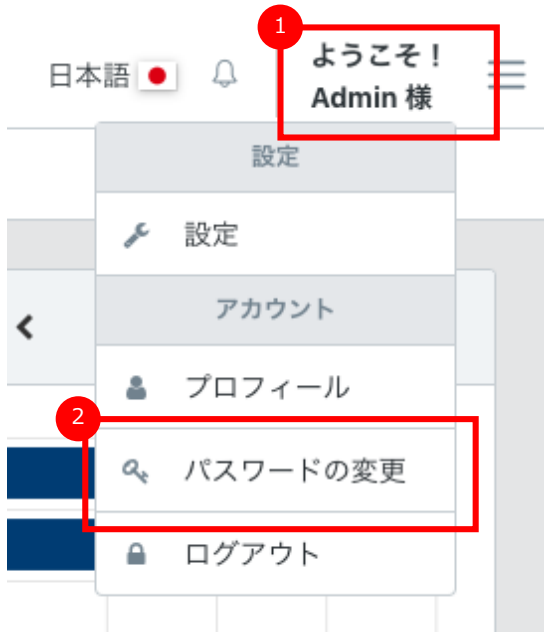 1
日本語
ようこそ！
Admin 様
設定
設定
アカウント
プロフィール
2
パスワードの変更
ログアウト